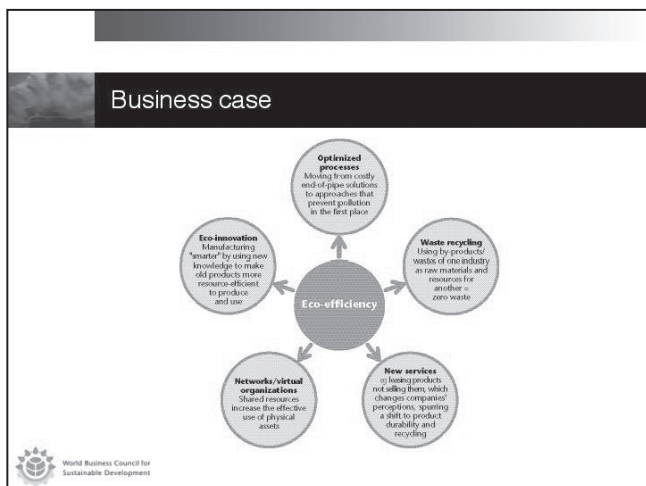 Business case
Optimized
processes
Moving from costly
end-of-pipe solutions
to approaches that
prevent pollution
in the first place
Eco-innovation
Manufacturing
"smarter" by using new
knowledge to make
old products more
resource-efficient
to produce
and use
Waste recycling
Using by-products/
wastes of one industry
as raw materials and
resources for
another =
zero waste
Eco-efficiency
Networks/virtual
organizations
Shared resources
increase the effective
use of physical
assets
New services
eg leasing products
not selling them, which
changes companies'
perceptions, spurring
a shift to product
durability and
recycling
World Business Council for
Sustainable Development